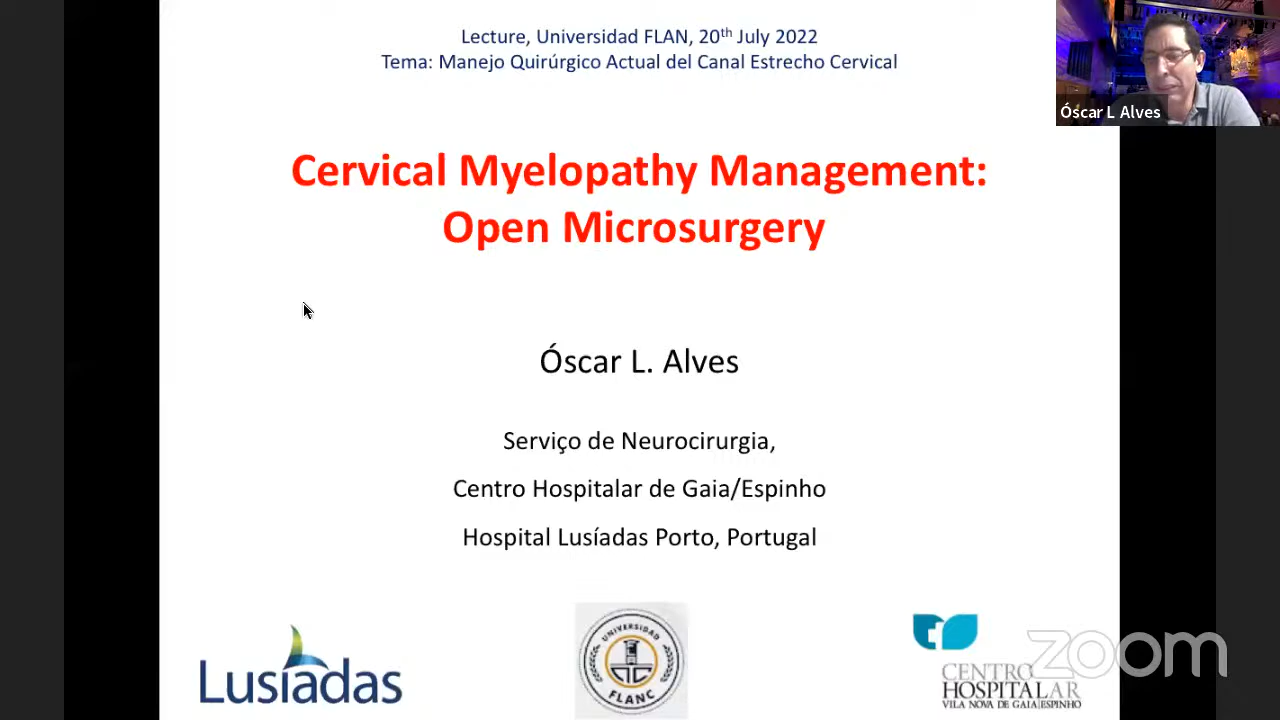 Lecture, Universidad FLAN, 20th July 2022
Tema: Manejo Quirúrgico Actual del Canal Estrecho Cervical
Óscar L Alves
Cervical Myelopathy Management:
Open Microsurgery
Óscar L. Alves
Serviço de Neurocirurgia,
Centro Hospitalar de Gaia/Espinho
Hospital Lusíadas Porto, Portugal
Lusíadas
UNIVERSIDAD
FLANC
CENTRO
HOSPITALAR
VILA NOVA DE GAIA|ESPINHO
zoom